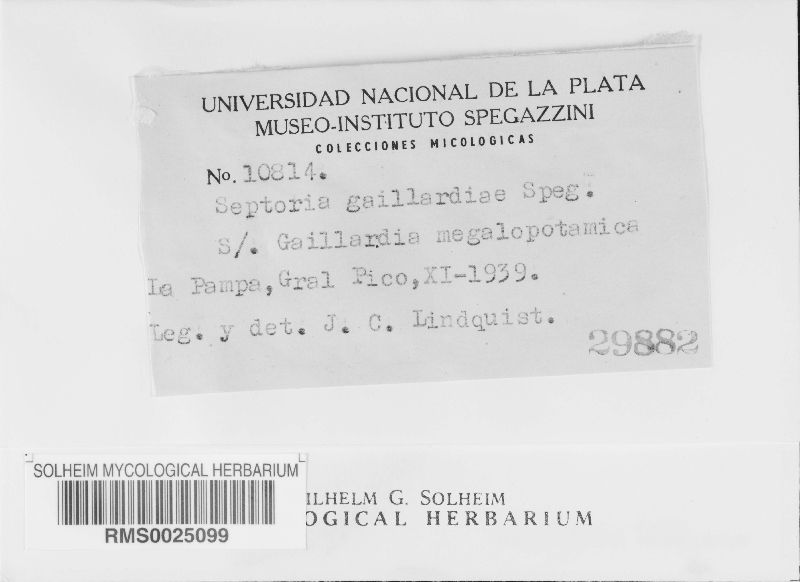 UNIVERSIDAD NACIONAL DE LA PLATA
MUSEO-INSTITUTO SPEGAZZINI
COLECCIONES MICOLOGICAS
No. 10814.
Septoria gaillardiae Speg.
S/. Gaillardia megalopotamica
La Pampa, Gral Pico, XI-1939.
Leg. y det. J. C. Lindquist.
29882
SOLHEIM MYCOLOGICAL HERBARIUM
RMS0025099
ILHELM G. SOLHEIM
OGICAL HERBARIUM